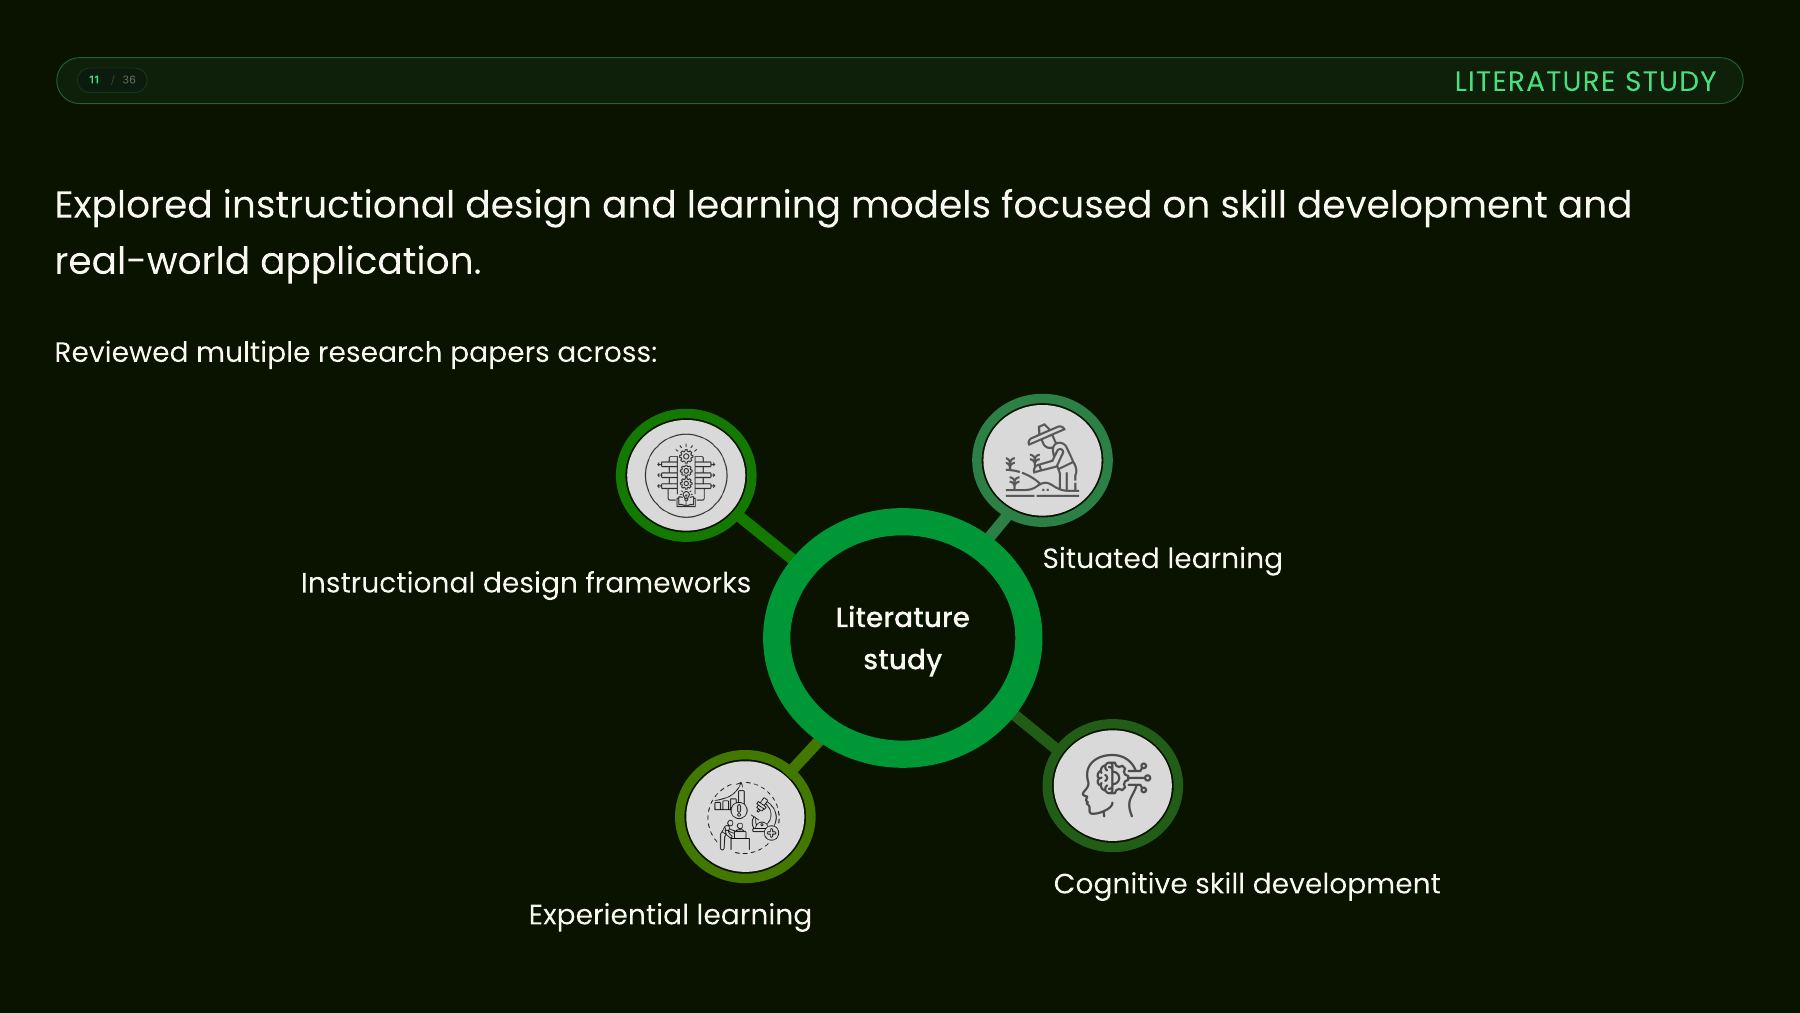 11 / 36
LITERATURE STUDY
Explored instructional design and learning models focused on skill development and
real-world application.
Reviewed multiple research papers across:
Situated learning
Instructional design frameworks
Literature
study
Cognitive skill development
Experiential learning